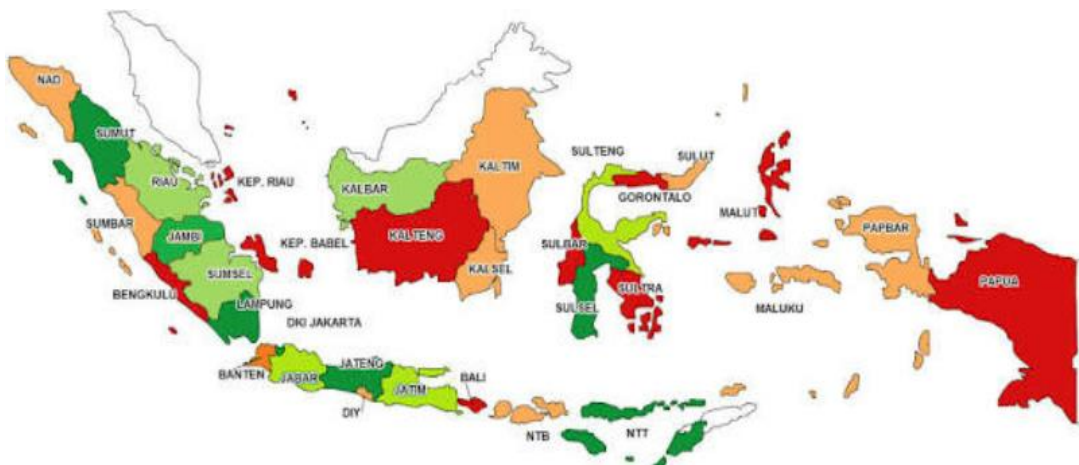 NAD
SUMUT
RIAU
KEP. RIAU
SUMBAR
JAMBI
KEP. BABEL
SUMSEL
BENGKULU
LAMPUNG
DKI JAKARTA
BANTEN
JABAR
JATENG
DIY
JATIM
BALI
NTB
NTT
KALBAR
KALTIM
KALTENG
KALSEL
SULTENG
SULUT
GORONTALO
SULBAR
SULTRA
SULSEL
MALUT
MALUKU
PAPBAR
PAPUA